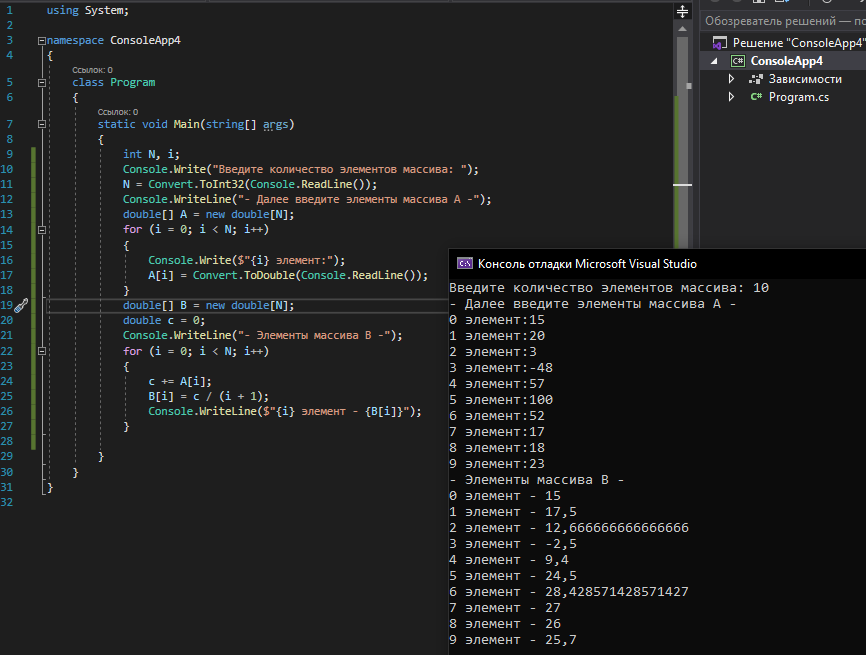 1 using System;
2
3 namespace ConsoleApp4
4 {
Ссылок: 0
5 class Program
6 {
Ссылок: 0
7 static void Main(string[] args)
8 {
9 int N, i;
10 Console.Write("Введите количество элементов массива: ");
11 N = Convert.ToInt32(Console.ReadLine());
12 Console.WriteLine("- Далее введите элементы массива A -");
13 double[] A = new double[N];
14 for (i = 0; i < N; i++)
15 {
16 Console.Write($"{i} элемент:");
17 A[i] = Convert.ToDouble(Console.ReadLine());
18 }
19 double[] B = new double[N];
20 double c = 0;
21 Console.WriteLine("- Элементы массива B -");
22 for (i = 0; i < N; i++)
23 {
24 c += A[i];
25 B[i] = c / (i + 1);
26 Console.WriteLine($"{i} элемент - {B[i]}");
27 }
28
29 }
30 }
31 }
32
Обозреватель решений — по
Решение "ConsoleApp4"
C# ConsoleApp4
Зависимости
C# Program.cs
Консоль отладки Microsoft Visual Studio
Введите количество элементов массива: 10
- Далее введите элементы массива A -
0 элемент:15
1 элемент:20
2 элемент:3
3 элемент:-48
4 элемент:57
5 элемент:100
6 элемент:52
7 элемент:17
8 элемент:18
9 элемент:23
- Элементы массива B -
0 элемент - 15
1 элемент - 17,5
2 элемент - 12,666666666666666
3 элемент - -2,5
4 элемент - 9,4
5 элемент - 24,5
6 элемент - 28,428571428571427
7 элемент - 27
8 элемент - 26
9 элемент - 25,7